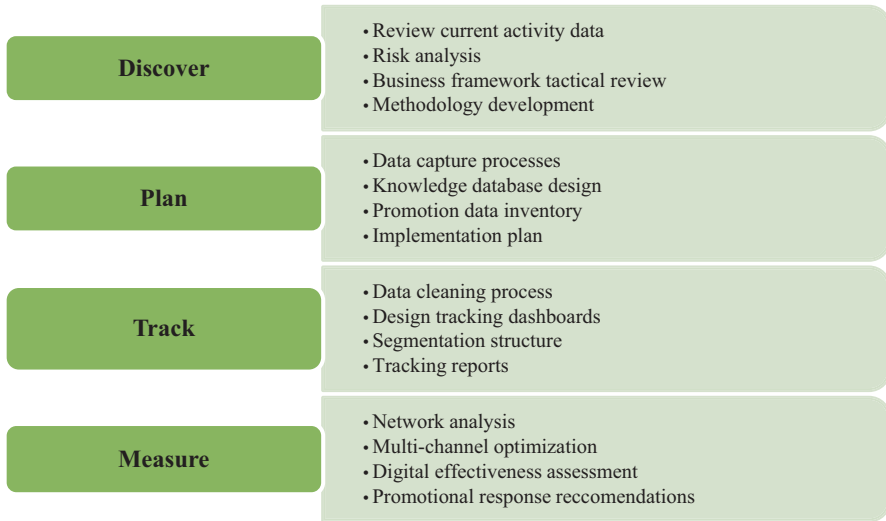 Discover
• Review current activity data
• Risk analysis
• Business framework tactical review
• Methodology development
Plan
• Data capture processes
• Knowledge database design
• Promotion data inventory
• Implementation plan
Track
• Data cleaning process
• Design tracking dashboards
• Segmentation structure
• Tracking reports
Measure
• Network analysis
• Multi-channel optimization
• Digital effectiveness assessment
• Promotional response reccomendations